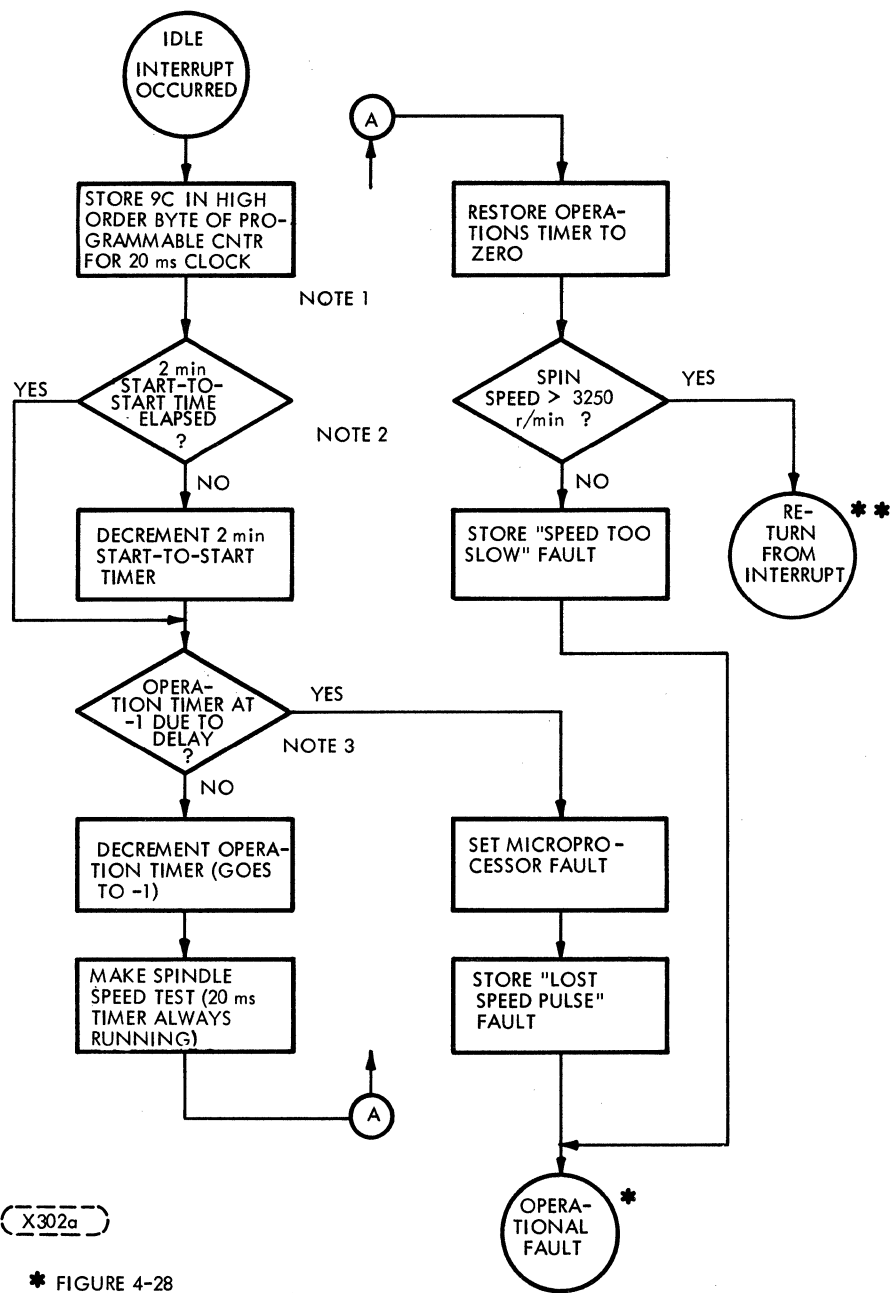 IDLE
INTERRUPT
OCCURRED
STORE 9C IN HIGH
ORDER BYTE OF PRO-
GRAMMABLE CNTR
FOR 20 ms CLOCK
NOTE 1
2 min
START-TO-
START TIME
ELAPSED
?
YES
NOTE 2
NO
DECREMENT 2 min
START-TO-START
TIMER
OPERA-
TION TIMER AT
-1 DUE TO
DELAY
?
YES
NOTE 3
NO
DECREMENT OPERA-
TION TIMER (GOES
TO -1)
MAKE SPINDLE
SPEED TEST (20 ms
TIMER ALWAYS
RUNNING)
A
A
RESTORE OPERA-
TIONS TIMER TO
ZERO
SPIN
SPEED > 3250
r/min ?
YES
NO
RE-
TURN
FROM
INTERRUPT
* *
STORE "SPEED TOO
SLOW" FAULT
SET MICROPRO-
CESSOR FAULT
STORE "LOST
SPEED PULSE"
FAULT
OPERA-
TIONAL
FAULT
*
X302a
* FIGURE 4-28